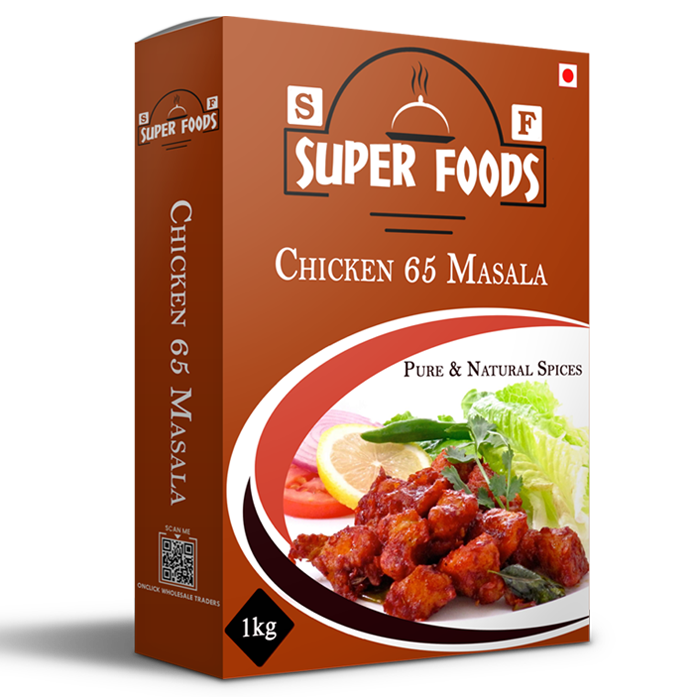 S
F
SUPER FOODS
CHICKEN 65 MASALA
SCAN ME
ONCLICK WHOLESALE TRADERS
S
F
SUPER FOODS
CHICKEN 65 MASALA
PURE & NATURAL SPICES
1kg